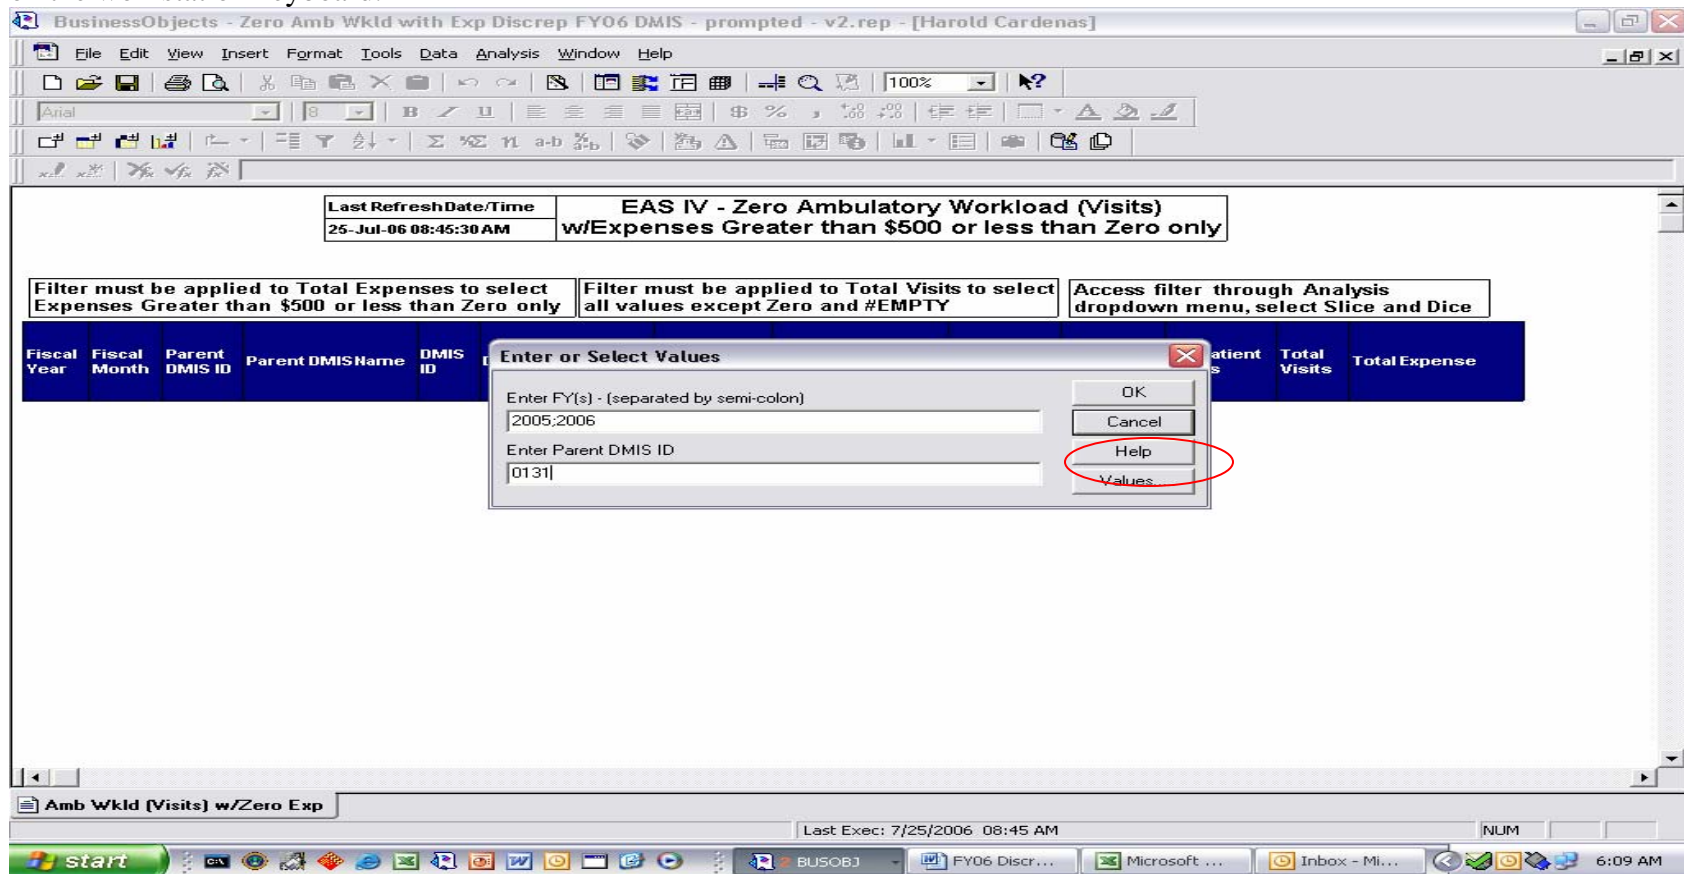 BusinessObjects - Zero Amb Wkld with Exp Discrep FY06 DMIS - prompted - v2.rep - [Harold Cardenas]
File Edit View Insert Format Tools Data Analysis Window Help
100%
Arial 8 B I U $ %
Last Refresh Date/Time
25-Jul-06 08:45:30 AM
EAS IV - Zero Ambulatory Workload (Visits)
w/Expenses Greater than $500 or less than Zero only
Filter must be applied to Total Expenses to select
Expenses Greater than $500 or less than Zero only
Filter must be applied to Total Visits to select
all values except Zero and #EMPTY
Access filter through Analysis
dropdown menu, select Slice and Dice
Fiscal Year
Fiscal Month
Parent DMIS ID
Parent DMIS Name
DMIS ID
Total Visits
Total Expense
Enter or Select Values
Enter FY(s) - (separated by semi-colon)
2005;2006
Enter Parent DMIS ID
0131
OK
Cancel
Help
Values...
Amb Wkld (Visits) w/Zero Exp
Last Exec: 7/25/2006 08:45 AM
NUM
start
2 BUSOBJ
FY06 Discr...
Microsoft ...
Inbox - Mi...
6:09 AM